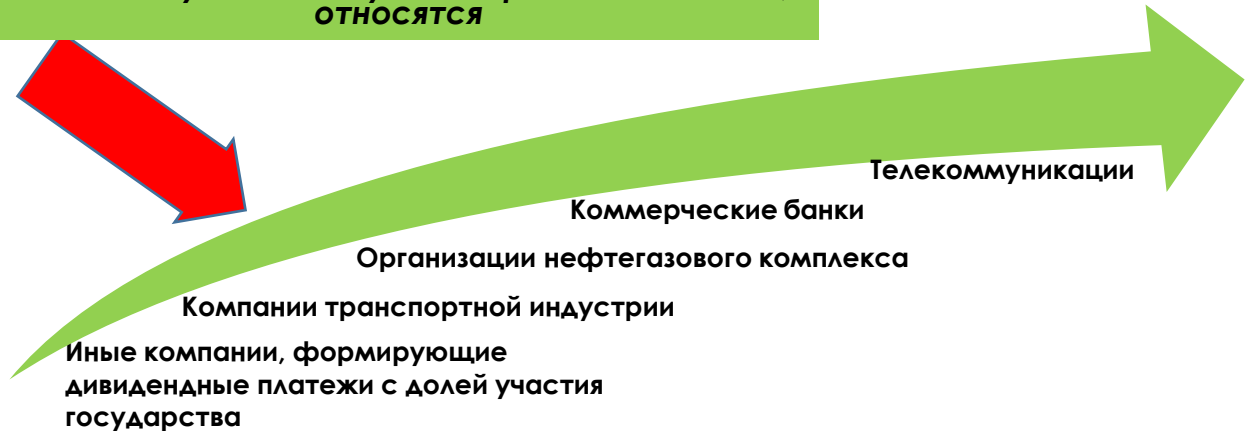 относятся
Телекоммуникации
Коммерческие банки
Организации нефтегазового комплекса
Компании транспортной индустрии
Иные компании, формирующие
дивидендные платежи с долей участия
государства